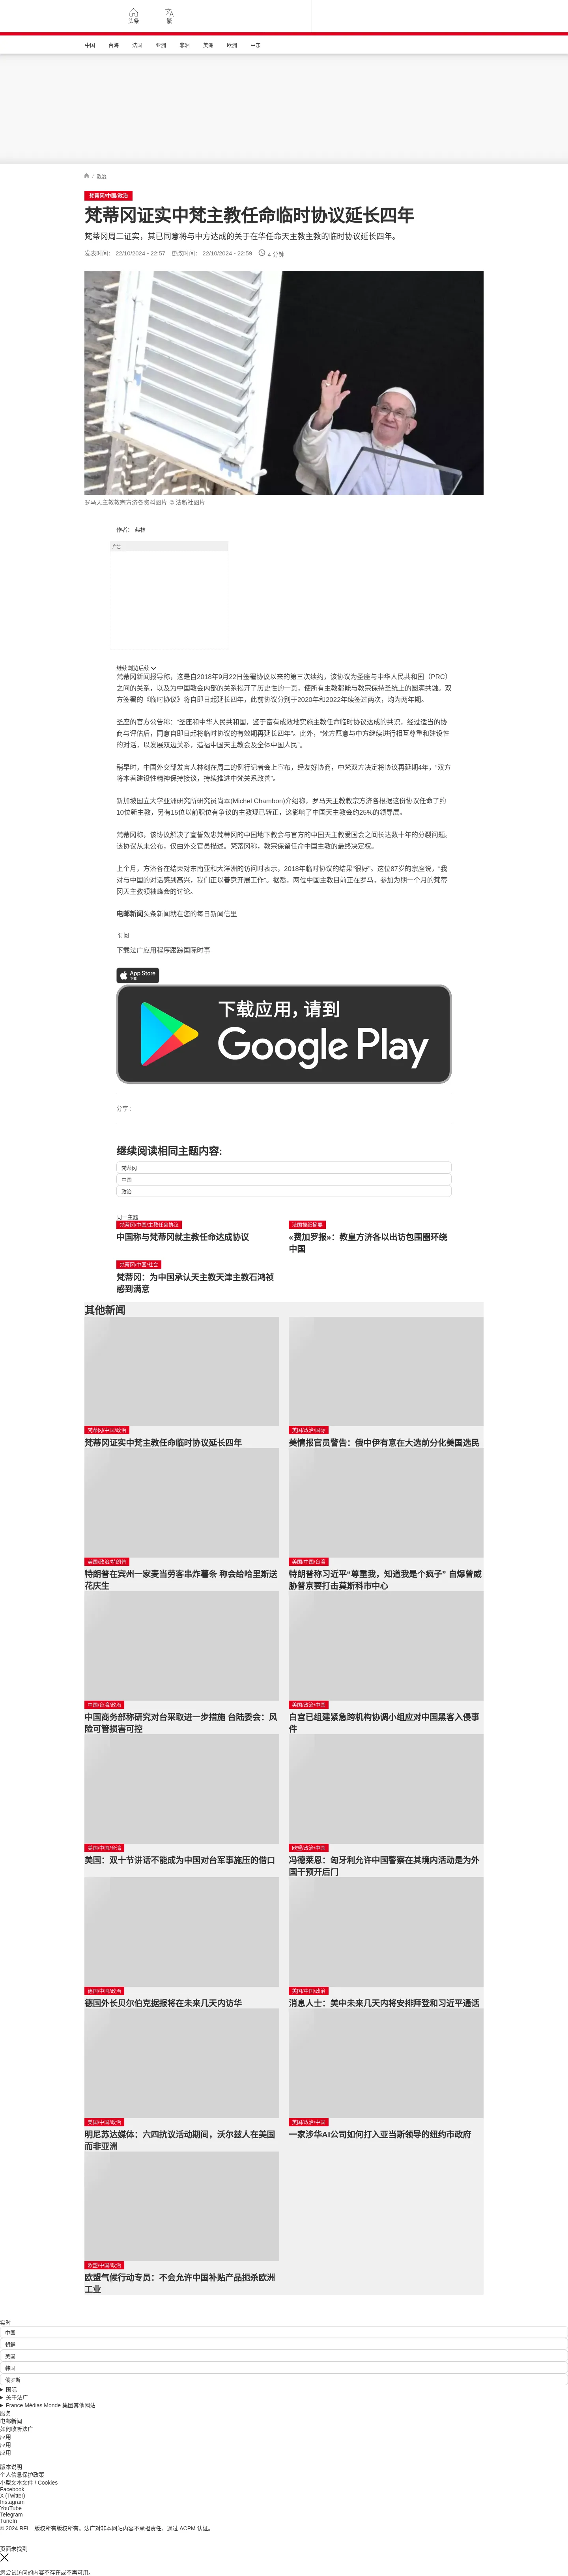 头条
繁
中国
台海
法国
亚洲
非洲
美洲
欧洲
中东
/ 政治
梵蒂冈/中国/政治
梵蒂冈证实中梵主教任命临时协议延长四年
梵蒂冈周二证实，其已同意将与中方达成的关于在华任命天主教主教的临时协议延长四年。
发表时间： 22/10/2024 - 22:57 更改时间： 22/10/2024 - 22:59 4 分钟
罗马天主教教宗方济各资料图片 © 法新社图片
作者： 弗林
广告
继续浏览后续
梵蒂冈新闻报导称，这是自2018年9月22日签署协议以来的第三次续约，该协议为圣座与中华人民共和国（PRC）
之间的关系，以及为中国教会内部的关系揭开了历史性的一页，使所有主教都能与教宗保持圣统上的圆满共融。双
方签署的《临时协议》将自即日起延长四年，此前协议分别于2020年和2022年续签过两次，均为两年期。
圣座的官方公告称：“圣座和中华人民共和国，鉴于富有成效地实施主教任命临时协议达成的共识，经过适当的协
商与评估后，同意自即日起将临时协议的有效期再延长四年”。此外，“梵方愿意与中方继续进行相互尊重和建设性
的对话，以发展双边关系，造福中国天主教会及全体中国人民”。
稍早时，中国外交部发言人林剑在周二的例行记者会上宣布，经友好协商，中梵双方决定将协议再延期4年，“双方
将本着建设性精神保持接谈，持续推进中梵关系改善”。
新加坡国立大学亚洲研究所研究员尚本(Michel Chambon)介绍称，罗马天主教教宗方济各根据这份协议任命了约
10位新主教，另有15位以前职位有争议的主教现已转正，这影响了中国天主教会约25%的领导层。
梵蒂冈称，该协议解决了宣誓效忠梵蒂冈的中国地下教会与官方的中国天主教爱国会之间长达数十年的分裂问题。
该协议从未公布，仅由外交官员描述。梵蒂冈称，教宗保留任命中国主教的最终决定权。
上个月，方济各在结束对东南亚和大洋洲的访问时表示，2018年临时协议的结果“很好”。这位87岁的宗座说，“我
对与中国的对话感到高兴，我们正以善意开展工作”。据悉，两位中国主教目前正在罗马，参加为期一个月的梵蒂
冈天主教领袖峰会的讨论。
电邮新闻头条新闻就在您的每日新闻信里
订阅
下载法广应用程序跟踪国际时事
App Store
下载
下载应用，请到
Google Play
分享 :
继续阅读相同主题内容:
梵蒂冈
中国
政治
同一主题
梵蒂冈/中国/主教任命协议
中国称与梵蒂冈就主教任命达成协议
法国报纸摘要
«费加罗报»：教皇方济各以出访包围圈环绕
中国
梵蒂冈/中国/社会
梵蒂冈：为中国承认天主教天津主教石鸿祯
感到满意
其他新闻
梵蒂冈/中国/政治
梵蒂冈证实中梵主教任命临时协议延长四年
美国/政治/国际
美情报官员警告：俄中伊有意在大选前分化美国选民
美国/政治/特朗普
特朗普在宾州一家麦当劳客串炸薯条 称会给哈里斯送
花庆生
美国/中国/台湾
特朗普称习近平“尊重我，知道我是个疯子” 自爆曾威
胁普京要打击莫斯科市中心
中国/台湾/政治
中国商务部称研究对台采取进一步措施 台陆委会：风
险可管损害可控
美国/政治/中国
白宫已组建紧急跨机构协调小组应对中国黑客入侵事
件
美国/中国/台湾
美国：双十节讲话不能成为中国对台军事施压的借口
欧盟/政治/中国
冯德莱恩：匈牙利允许中国警察在其境内活动是为外
国干预开后门
德国/中国/政治
德国外长贝尔伯克据报将在未来几天内访华
美国/中国/政治
消息人士：美中未来几天内将安排拜登和习近平通话
美国/中国/政治
明尼苏达媒体：六四抗议活动期间，沃尔兹人在美国
而非亚洲
美国/政治/中国
一家涉华AI公司如何打入亚当斯领导的纽约市政府
欧盟/中国/政治
欧盟气候行动专员：不会允许中国补贴产品扼杀欧洲
工业
实时
中国
朝鲜
美国
韩国
俄罗斯
国际
关于法广
France Médias Monde 集团其他网站
服务
电邮新闻
如何收听法广
应用
应用
应用
版本说明
个人信息保护政策
小型文本文件 / Cookies
Facebook
X (Twitter)
Instagram
YouTube
Telegram
TuneIn
© 2024 RFI – 版权所有版权所有。法广对非本网站内容不承担责任。通过 ACPM 认证。
页面未找到
您尝试访问的内容不存在或不再可用。